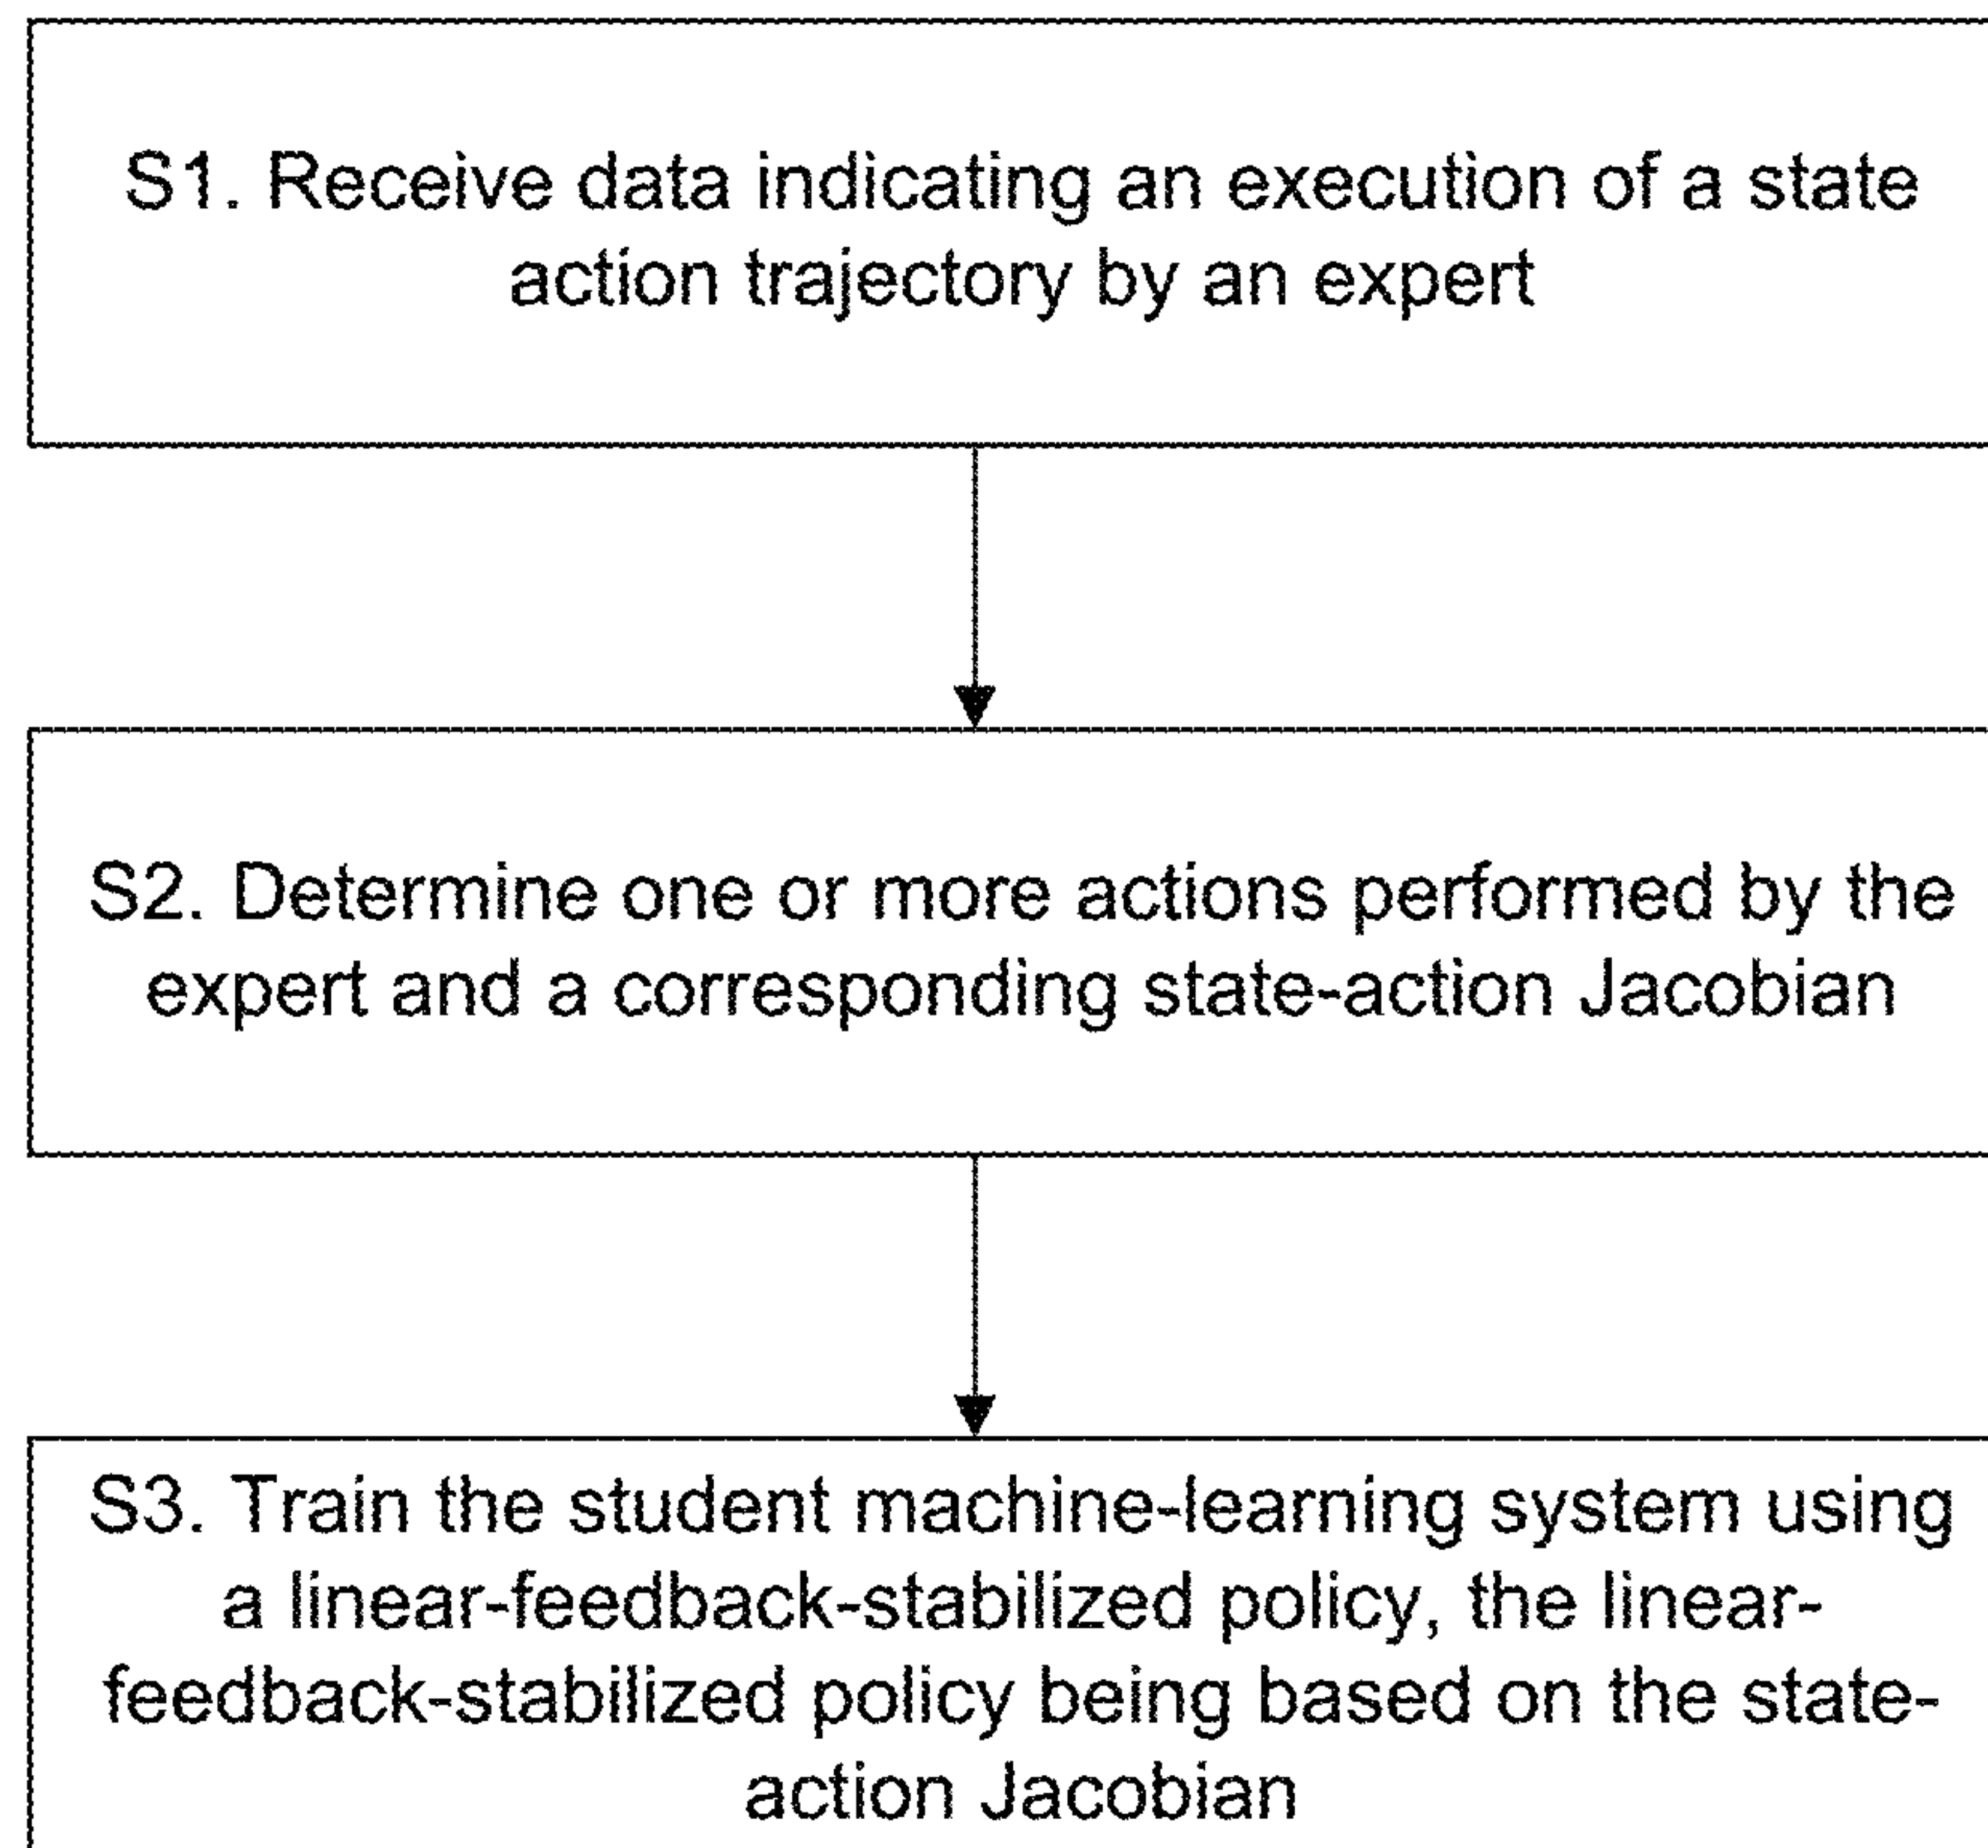 S1. Receive data indicating an execution of a state
action trajectory by an expert
S2. Determine one or more actions performed by the
expert and a corresponding state-action Jacobian
S3. Train the student machine-learning system using
a linear-feedback-stabilized policy, the linear-
feedback-stabilized policy being based on the state-
action Jacobian